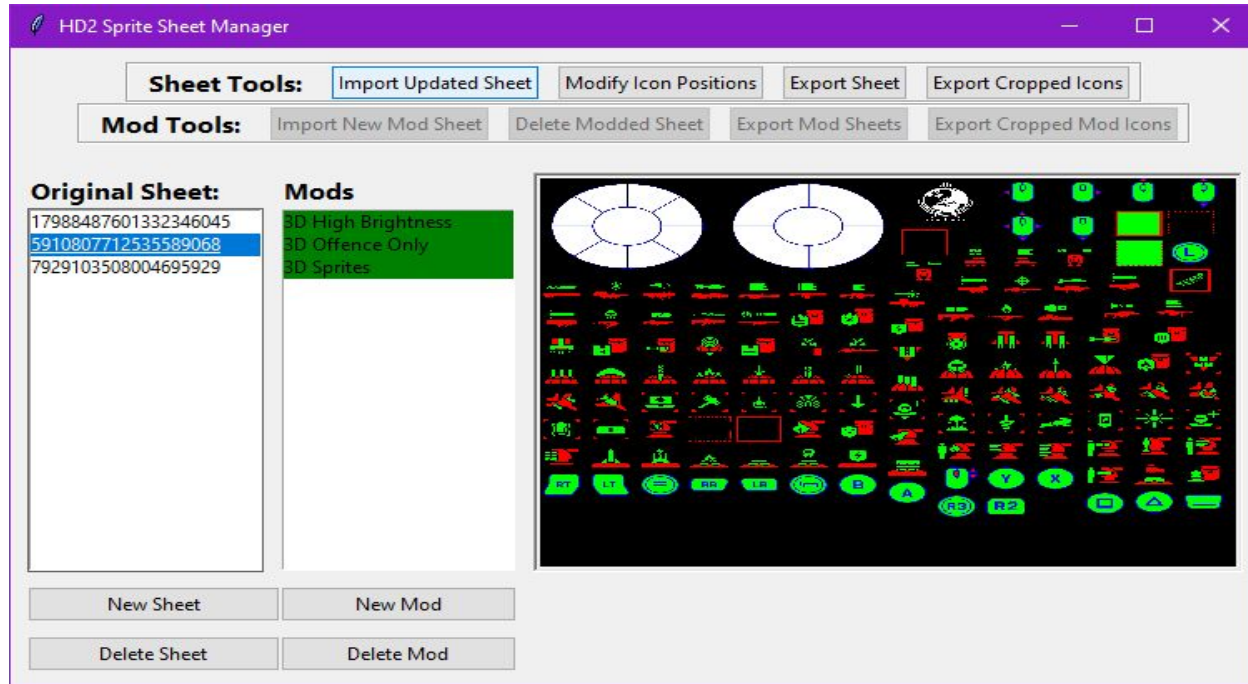 HD2 Sprite Sheet Manager
Sheet Tools: Import Updated Sheet Modify Icon Positions Export Sheet Export Cropped Icons
Mod Tools: Import New Mod Sheet Delete Modded Sheet Export Mod Sheets Export Cropped Mod Icons
Original Sheet: Mods
17988487601332346045 3D High Brightness
5910807712535589068 3D Offence Only
7929103508004695929 3D Sprites
L
RT LT RB LB B A Y X
R3 R2
New Sheet New Mod
Delete Sheet Delete Mod